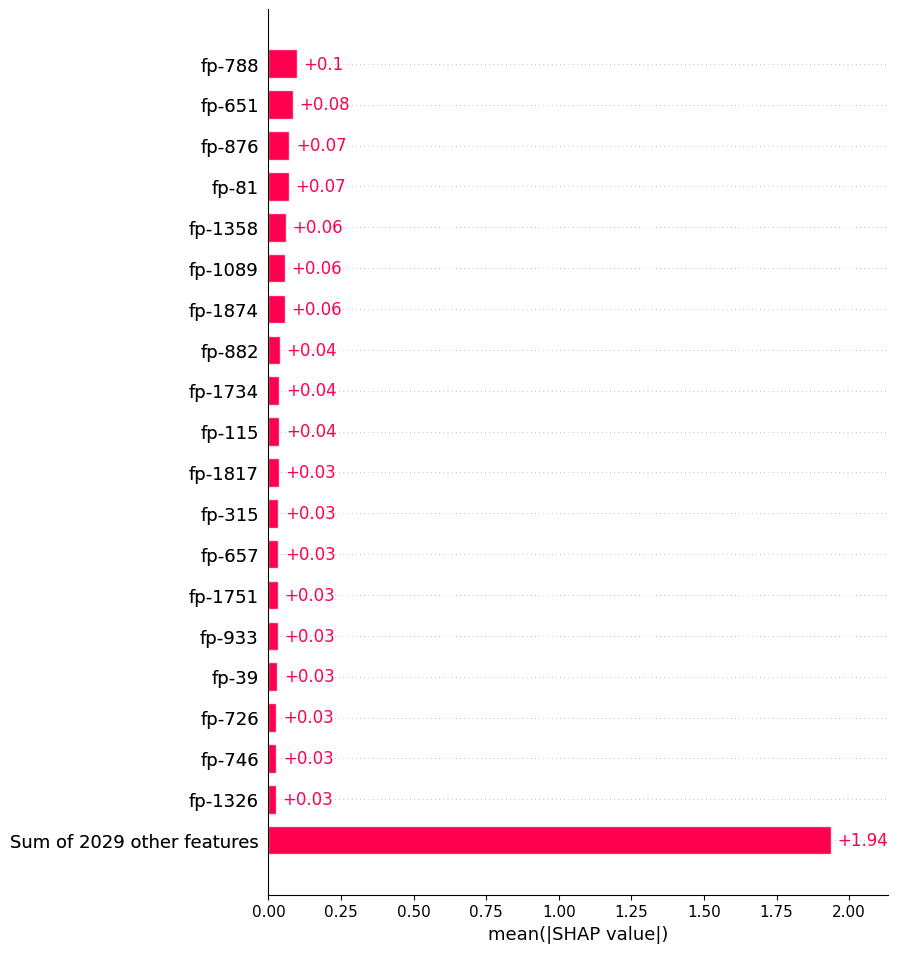 fp-788 +0.1
fp-651 +0.08
fp-876 +0.07
fp-81 +0.07
fp-1358 +0.06
fp-1089 +0.06
fp-1874 +0.06
fp-882 +0.04
fp-1734 +0.04
fp-115 +0.04
fp-1817 +0.03
fp-315 +0.03
fp-657 +0.03
fp-1751 +0.03
fp-933 +0.03
fp-39 +0.03
fp-726 +0.03
fp-746 +0.03
fp-1326 +0.03
Sum of 2029 other features +1.94
0.00 0.25 0.50 0.75 1.00 1.25 1.50 1.75 2.00
mean(|SHAP value|)